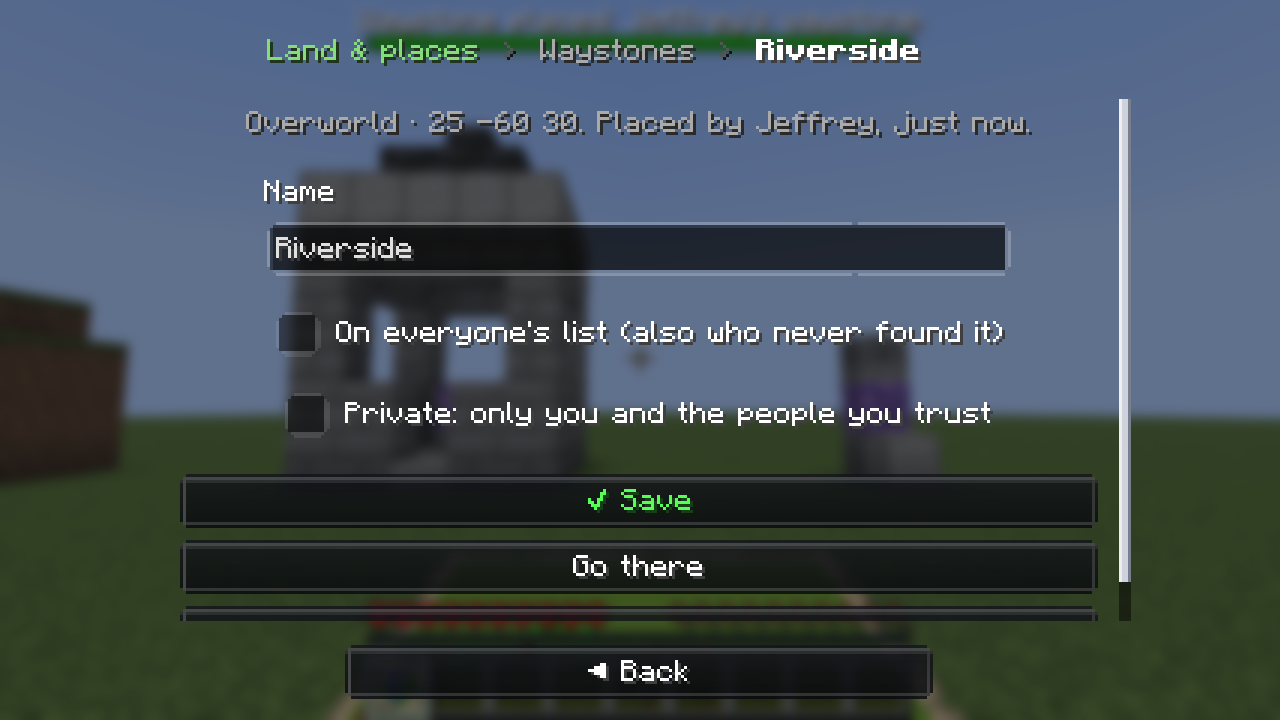 Land & places > Waystones > Riverside
Overworld · 25 -60 30. Placed by Jeffrey, just now.
Name
Riverside
On everyone's list (also who never found it)
Private: only you and the people you trust
✓ Save
Go there
◄ Back